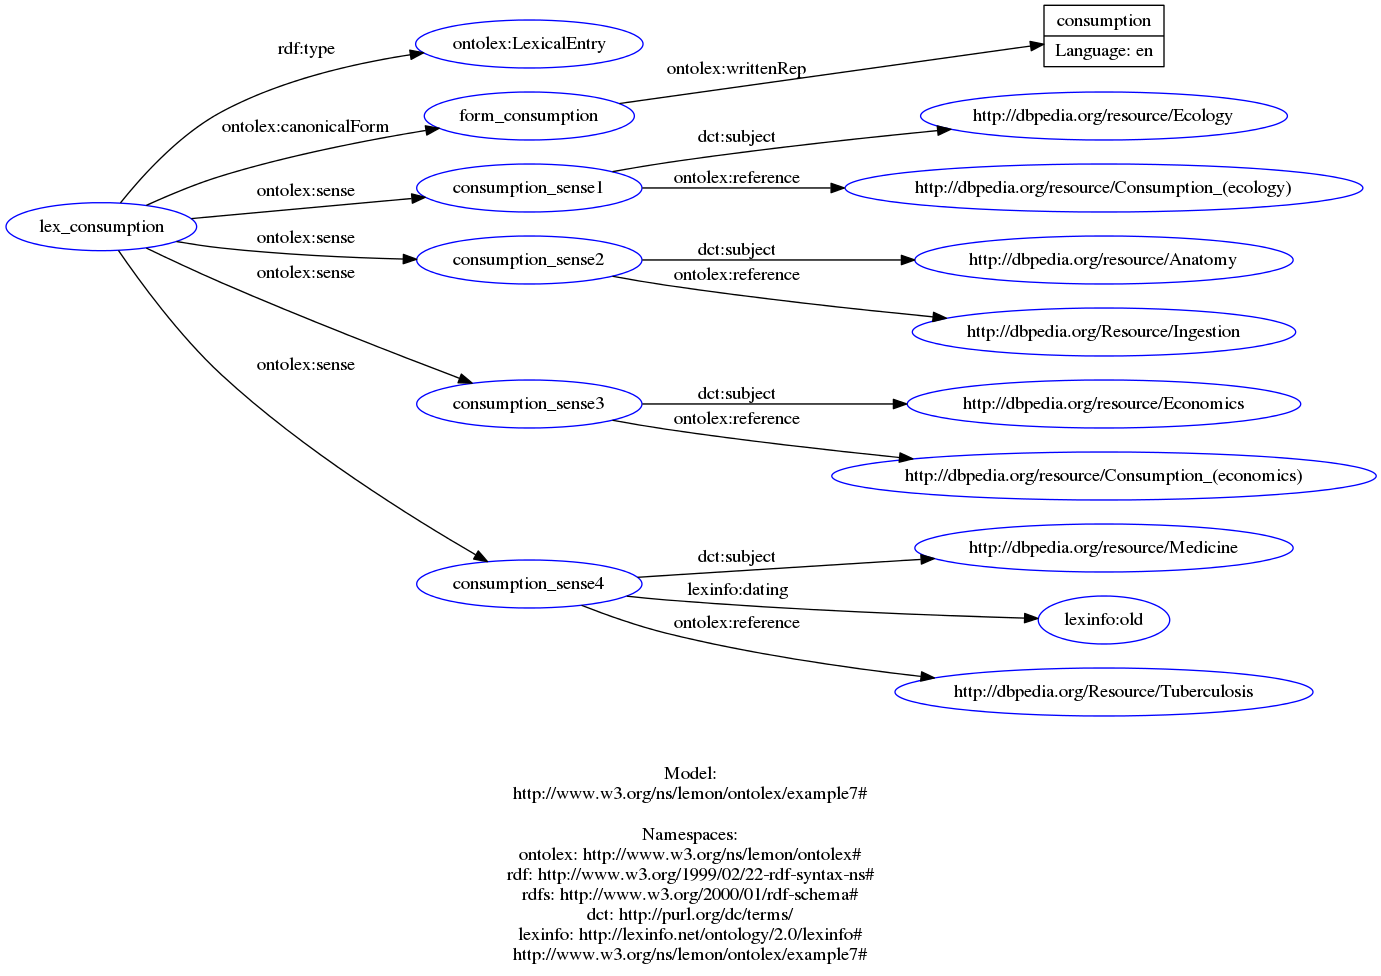 consumption
Language: en
rdf:type
ontolex:LexicalEntry
ontolex:writtenRep
ontolex:canonicalForm
form_consumption
http://dbpedia.org/resource/Ecology
dct:subject
ontolex:sense
consumption_sense1
ontolex:reference
http://dbpedia.org/resource/Consumption_(ecology)
lex_consumption
ontolex:sense
consumption_sense2
dct:subject
http://dbpedia.org/resource/Anatomy
ontolex:sense
ontolex:reference
http://dbpedia.org/Resource/Ingestion
ontolex:sense
consumption_sense3
dct:subject
http://dbpedia.org/resource/Economics
ontolex:reference
http://dbpedia.org/resource/Consumption_(economics)
dct:subject
http://dbpedia.org/resource/Medicine
consumption_sense4
lexinfo:dating
lexinfo:old
ontolex:reference
http://dbpedia.org/Resource/Tuberculosis
Model:
http://www.w3.org/ns/lemon/ontolex/example7#
Namespaces:
ontolex: http://www.w3.org/ns/lemon/ontolex#
rdf: http://www.w3.org/1999/02/22-rdf-syntax-ns#
rdfs: http://www.w3.org/2000/01/rdf-schema#
dct: http://purl.org/dc/terms/
lexinfo: http://lexinfo.net/ontology/2.0/lexinfo#
http://www.w3.org/ns/lemon/ontolex/example7#